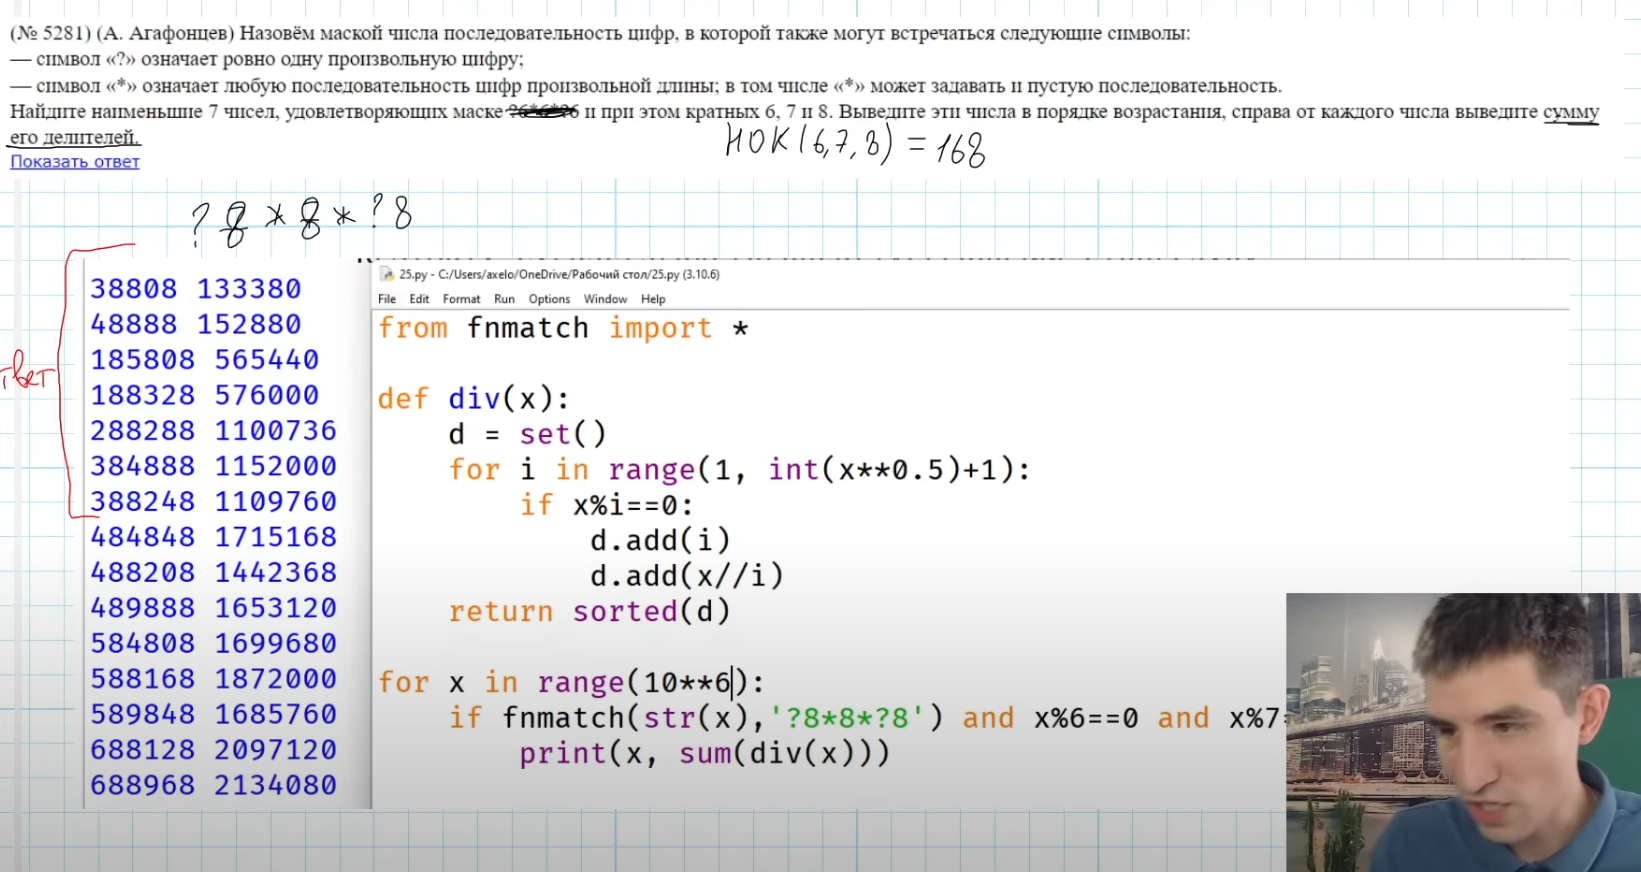 (№ 5281) (А. Агафонцев) Назовём маской числа последовательность цифр, в которой также могут встречаться следующие символы:
— символ «?» означает ровно одну произвольную цифру;
— символ «*» означает любую последовательность цифр произвольной длины; в том числе «*» может задавать и пустую последовательность.
Найдите наименьшие 7 чисел, удовлетворяющих маске и при этом кратных 6, 7 и 8. Выведите эти числа в порядке возрастания, справа от каждого числа выведите сумму
его делителей.
Показать ответ
НОК(6,7,8) = 168
?8*8*?8
твет
38808 133380
48888 152880
185808 565440
188328 576000
288288 1100736
384888 1152000
388248 1109760
484848 1715168
488208 1442368
489888 1653120
584808 1699680
588168 1872000
589848 1685760
688128 2097120
688968 2134080
25.py - C:/Users/axelo/OneDrive/Рабочий стол/25.py (3.10.6)
File Edit Format Run Options Window Help
from fnmatch import *
def div(x):
    d = set()
    for i in range(1, int(x**0.5)+1):
        if x%i==0:
            d.add(i)
            d.add(x//i)
    return sorted(d)
for x in range(10**6):
    if fnmatch(str(x),'?8*8*?8') and x%6==0 and x%7=
        print(x, sum(div(x)))